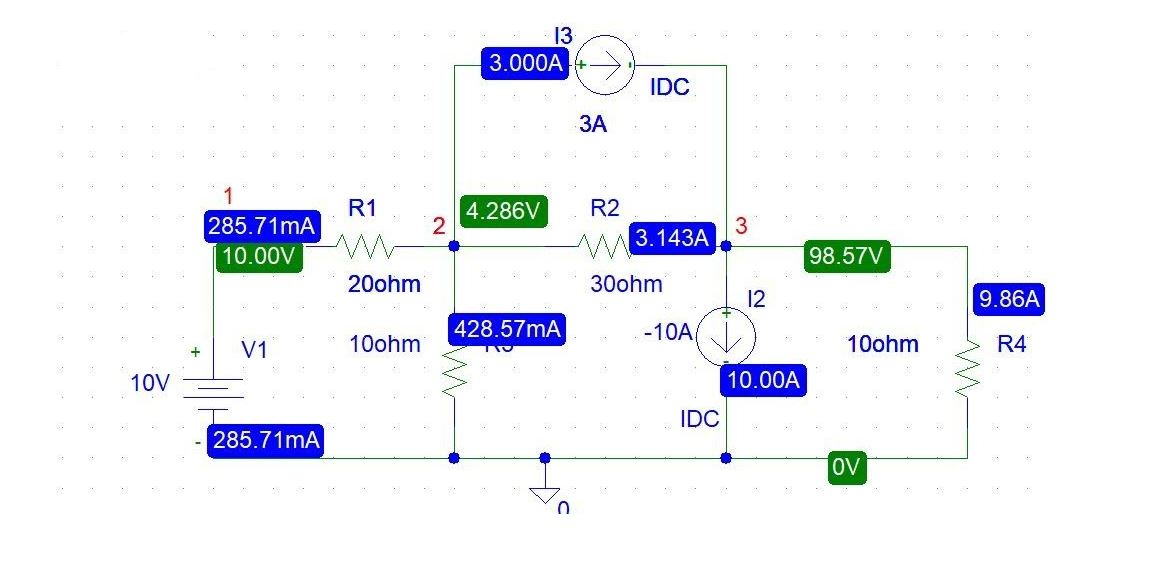 I3
3.000A
+
-
IDC
3A
1
285.71mA
10.00V
R1
20ohm
2
4.286V
R2
30ohm
3.143A
3
98.57V
I2
-10A
+
-
10.00A
IDC
9.86A
10ohm
R4
428.57mA
10ohm
+
V1
10V
-
285.71mA
0V
0